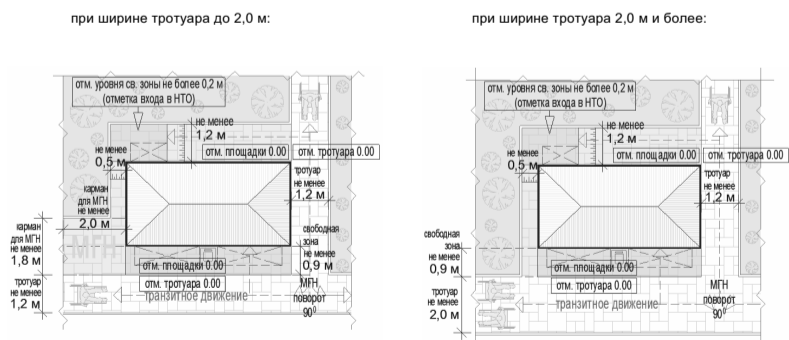 при ширине тротуара до 2,0 м:
отм. уровня св. зоны не более 0,2 м
(отметка входа в НТО)
не менее
1,2 м
отм. площадки 0.00
отм. тротуара 0.00
не менее
0,5 м
тротуар
не менее
1,2 м
карман
для МГН
не менее
2,0 м
карман
для МГН
не менее
1,8 м
МГН
свободная
зона
не менее
0,9 м
отм. площадки 0.00
отм. тротуара 0.00
тротуар
не менее
1,2 м
транзитное движение
МГН
поворот
90⁰
при ширине тротуара 2,0 м и более:
отм. уровня св. зоны не более 0,2 м
(отметка входа в НТО)
не менее
1,2 м
отм. площадки 0.00
отм. тротуара 0.00
не менее
0,5 м
тротуар
не менее
1,2 м
свободная
зона
не менее
0,9 м
отм. площадки 0.00
отм. тротуара 0.00
тротуар
не менее
2,0 м
транзитное движение
МГН
поворот
90⁰